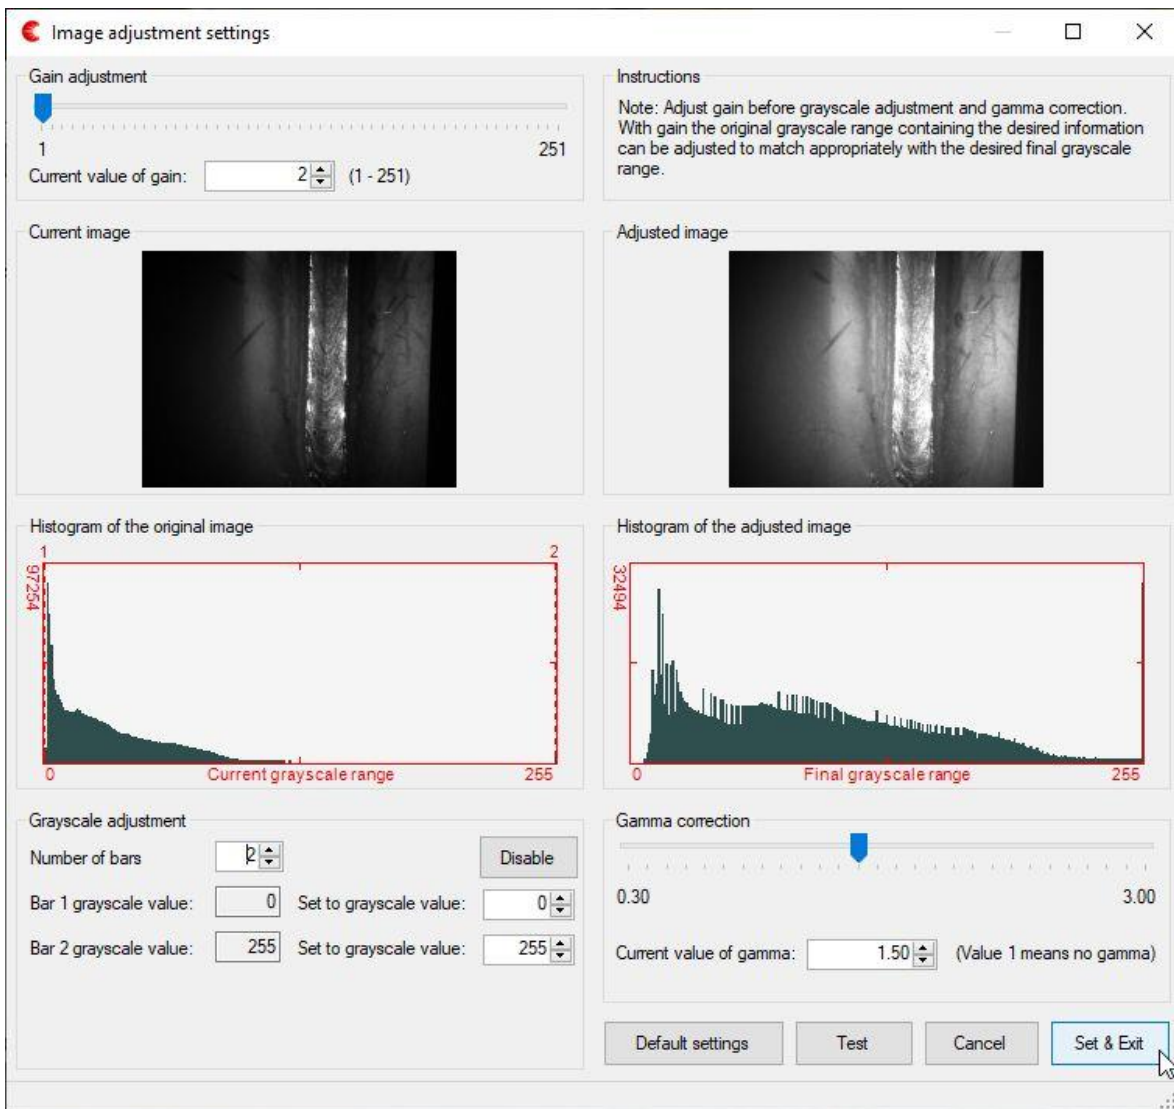 Image adjustment settings
Gain adjustment
1
251
Current value of gain:
2
(1 - 251)
Instructions
Note: Adjust gain before grayscale adjustment and gamma correction.
With gain the original grayscale range containing the desired information
can be adjusted to match appropriately with the desired final grayscale
range.
Current image
Adjusted image
Histogram of the original image
1
2
97254
0
Current grayscale range
255
Histogram of the adjusted image
32494
0
Final grayscale range
255
Grayscale adjustment
Number of bars
2
Disable
Bar 1 grayscale value:
0
Set to grayscale value:
0
Bar 2 grayscale value:
255
Set to grayscale value:
255
Gamma correction
0.30
3.00
Current value of gamma:
1.50
(Value 1 means no gamma)
Default settings
Test
Cancel
Set & Exit